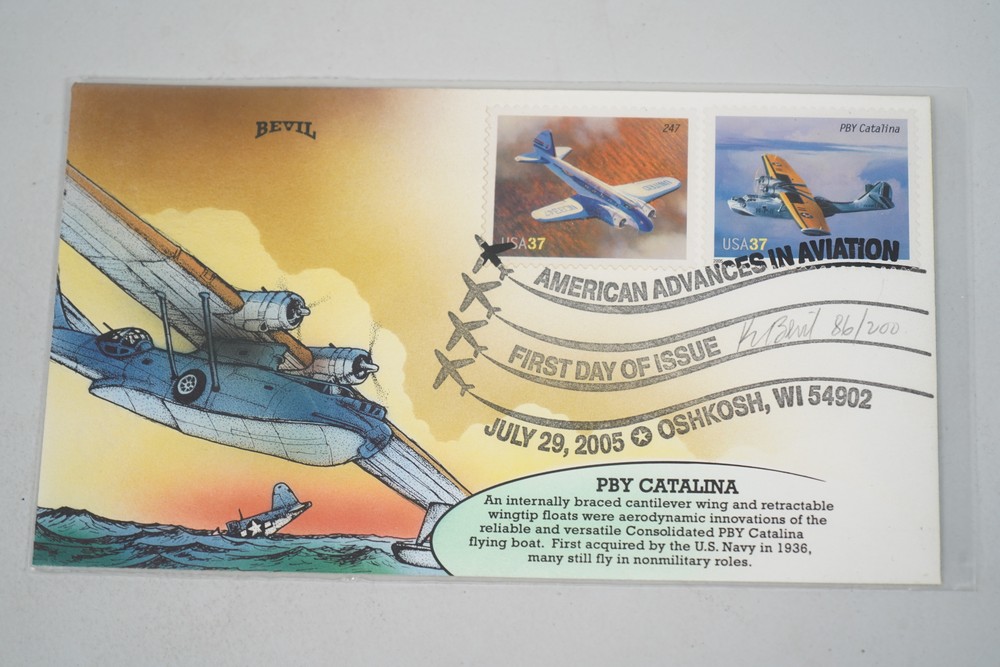 BEVIL
247
USA37
PBY Catalina
USA37
AMERICAN ADVANCES IN AVIATION
FIRST DAY OF ISSUE
K Bevil 86/200
JULY 29, 2005 ✪ OSHKOSH, WI 54902
PBY CATALINA
An internally braced cantilever wing and retractable
wingtip floats were aerodynamic innovations of the
reliable and versatile Consolidated PBY Catalina
flying boat. First acquired by the U.S. Navy in 1936,
many still fly in nonmilitary roles.